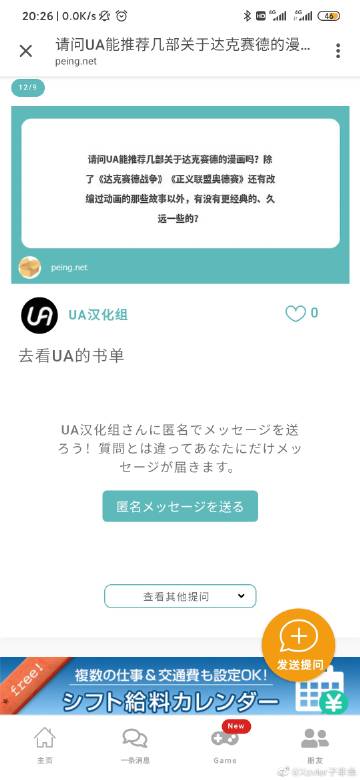 20:26 0.0K/s
HD 5G 5G 46
请问UA能推荐几部关于达克赛德的漫...
peing.net
12/9
请问UA能推荐几部关于达克赛德的漫画吗？除
了《达克赛德战争》《正义联盟奥德赛》还有改
编过动画的那些故事以外，有没有更经典的、久
远一些的？
peing.net
UA UA汉化组 0
去看UA的书单
UA汉化组さんに匿名でメッセージを送
ろう！質問とは違ってあなたにだけメッ
セージが届きます。
匿名メッセージを送る
查看其他提问
发送提问
free!
複数の仕事＆交通費も設定OK!
シフト給料カレンダー
¥
New
主页 一条消息 Game 朋友